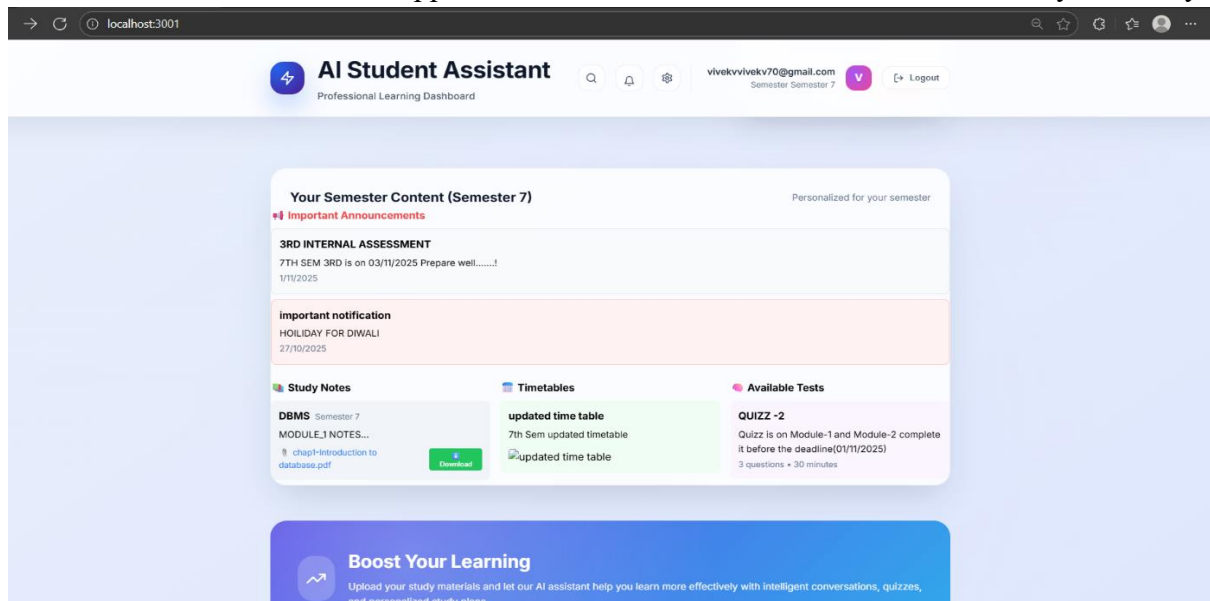 localhost:3001
AI Student Assistant
Professional Learning Dashboard
vivekvvivekv70@gmail.com
Semester Semester 7
V
Logout
Your Semester Content (Semester 7)
Personalized for your semester
Important Announcements
3RD INTERNAL ASSESSMENT
7TH SEM 3RD is on 03/11/2025 Prepare well.......!
1/11/2025
important notification
HOILIDAY FOR DIWALI
27/10/2025
Study Notes
DBMS Semester 7
MODULE_1 NOTES...
chap1-Introduction to
database.pdf
Download
Timetables
updated time table
7th Sem updated timetable
updated time table
Available Tests
QUIZZ -2
Quizz is on Module-1 and Module-2 complete
it before the deadline(01/11/2025)
3 questions • 30 minutes
Boost Your Learning
Upload your study materials and let our AI assistant help you learn more effectively with intelligent conversations, quizzes,
and personalized study plans